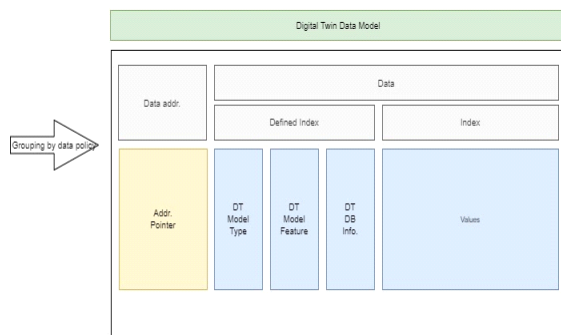 Digital Twin Data Model
Data addr.
Data
Defined Index
Index
Grouping by data policy
Addr.
Pointer
DT
Model
Type
DT
Model
Feature
DT
DB
Info.
Values